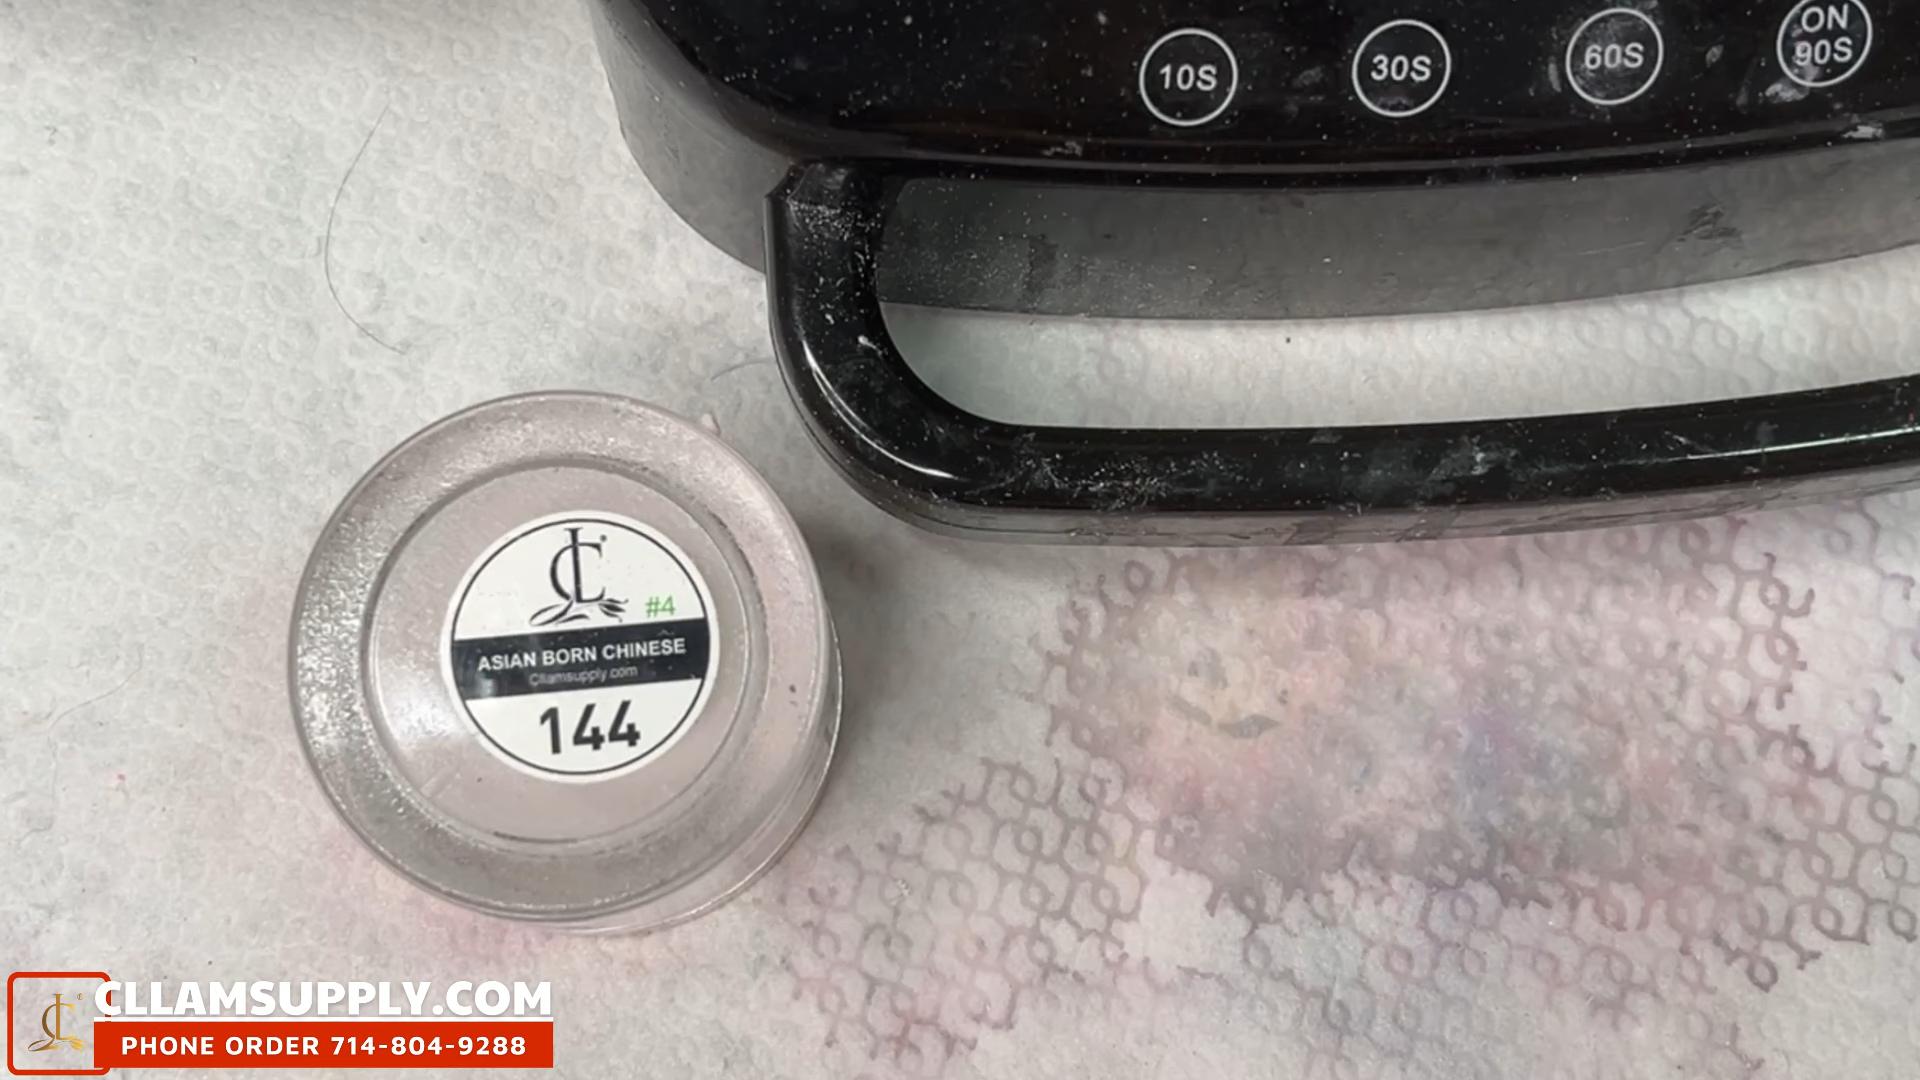 10S
30S
60S
ON
90S
#4
ASIAN BORN CHINESE
Cllamsupply.com
144
CLLAMSUPPLY.COM
PHONE ORDER 714-804-9288